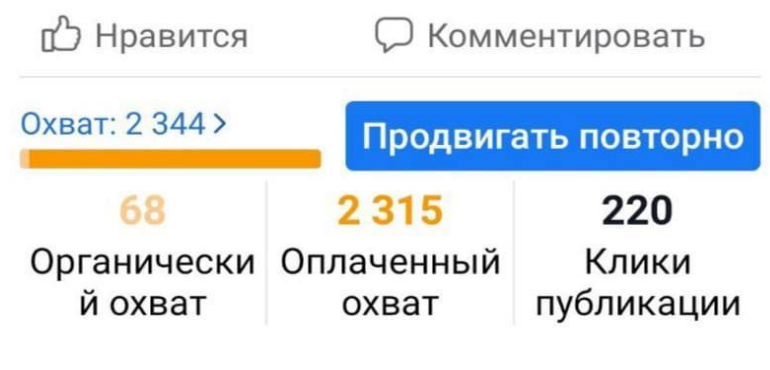 Нравится Комментировать
Охват: 2 344 >
Продвигать повторно
68 2 315 220
Органически Оплаченный Клики
й охват охват публикации